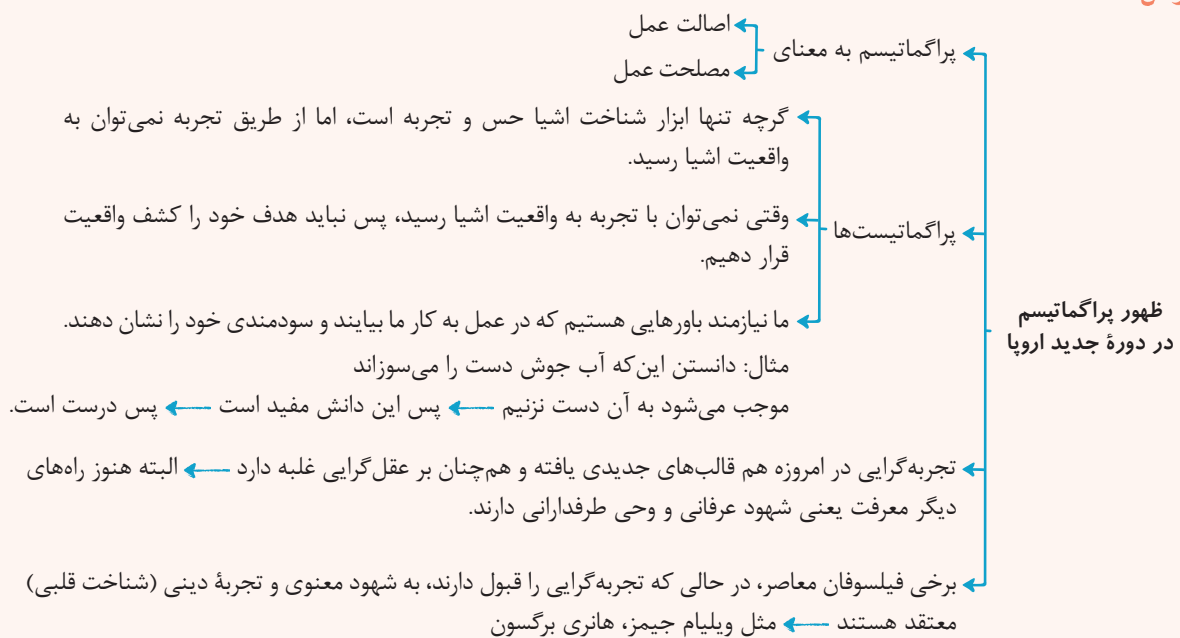 ظهور پراگماتیسم
در دورهٔ جدید اروپا
پراگماتیسم به معنای
اصالت عمل
مصلحت عمل
پراگماتیست‌ها
گرچه تنها ابزار شناخت اشیا حس و تجربه است، اما از طریق تجربه نمی‌توان به
واقعیت اشیا رسید.
وقتی نمی‌توان با تجربه به واقعیت اشیا رسید، پس نباید هدف خود را کشف واقعیت
قرار دهیم.
ما نیازمند باورهایی هستیم که در عمل به کار ما بیایند و سودمندی خود را نشان دهند.
مثال: دانستن این‌که آب جوش دست را می‌سوزاند
موجب می‌شود به آن دست نزنیم ← پس این دانش مفید است ← پس درست است.
تجربه‌گرایی در امروزه هم قالب‌های جدیدی یافته و هم‌چنان بر عقل‌گرایی غلبه دارد ← البته هنوز راه‌های
دیگر معرفت یعنی شهود عرفانی و وحی طرفدارانی دارند.
برخی فیلسوفان معاصر، در حالی که تجربه‌گرایی را قبول دارند، به شهود معنوی و تجربهٔ دینی (شناخت قلبی)
معتقد هستند ← مثل ویلیام جیمز، هانری برگسون